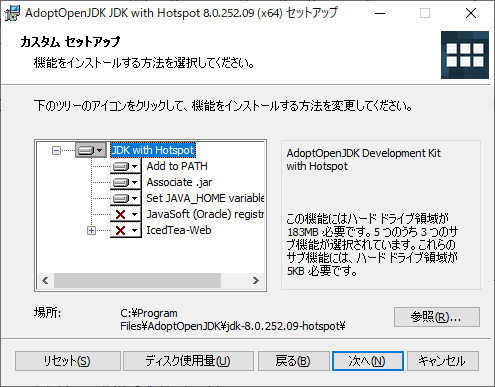 AdoptOpenJDK JDK with Hotspot 8.0.252.09 (x64) セットアップ
カスタム セットアップ
機能をインストールする方法を選択してください。
下のツリーのアイコンをクリックして、機能をインストールする方法を変更してください。
JDK with Hotspot
Add to PATH
Associate .jar
Set JAVA_HOME variable
JavaSoft (Oracle) registr
IcedTea-Web
AdoptOpenJDK Development Kit
with Hotspot
この機能にはハード ドライブ領域が
183MB 必要です。5 つのうち 3 つのサ
ブ機能が選択されています。これらの
サブ機能には、ハード ドライブ領域が
5KB 必要です。
場所:
C:¥Program
Files¥AdoptOpenJDK¥jdk-8.0.252.09-hotspot¥
参照(R)...
リセット(S)
ディスク使用量(U)
戻る(B)
次へ(N)
キャンセル